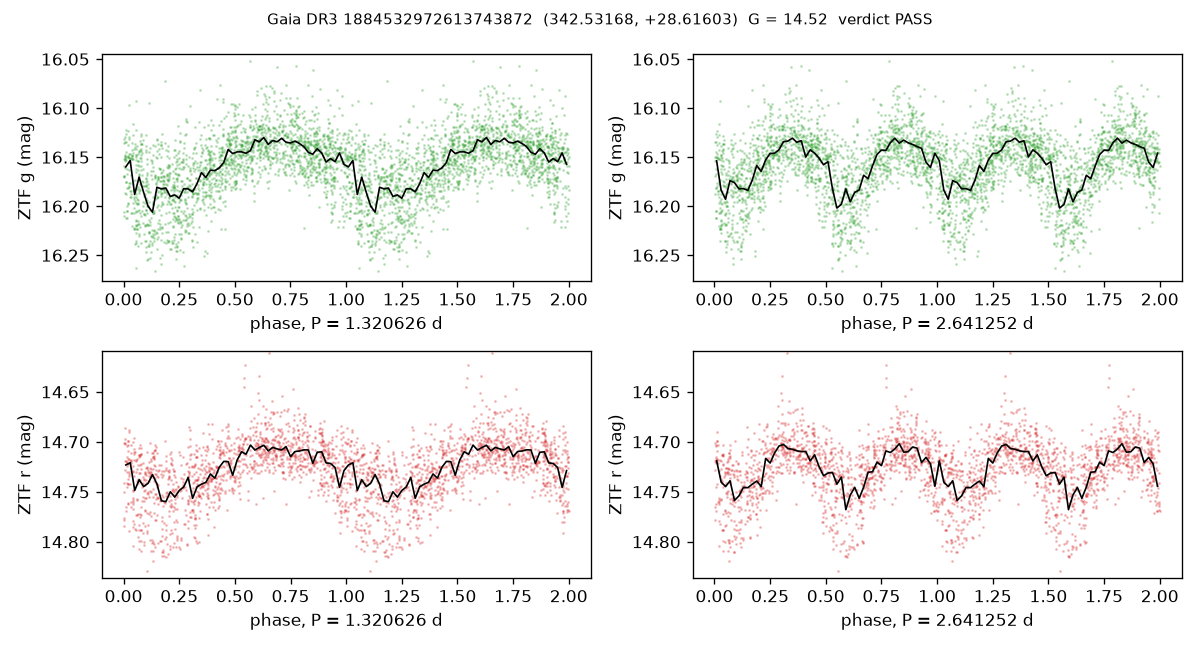 Gaia DR3 1884532972613743872  (342.53168, +28.61603)  G = 14.52  verdict PASS
ZTF g (mag)
16.05
16.10
16.15
16.20
16.25
0.00 0.25 0.50 0.75 1.00 1.25 1.50 1.75 2.00
phase, P = 1.320626 d
ZTF g (mag)
16.05
16.10
16.15
16.20
16.25
0.00 0.25 0.50 0.75 1.00 1.25 1.50 1.75 2.00
phase, P = 2.641252 d
ZTF r (mag)
14.65
14.70
14.75
14.80
0.00 0.25 0.50 0.75 1.00 1.25 1.50 1.75 2.00
phase, P = 1.320626 d
ZTF r (mag)
14.65
14.70
14.75
14.80
0.00 0.25 0.50 0.75 1.00 1.25 1.50 1.75 2.00
phase, P = 2.641252 d